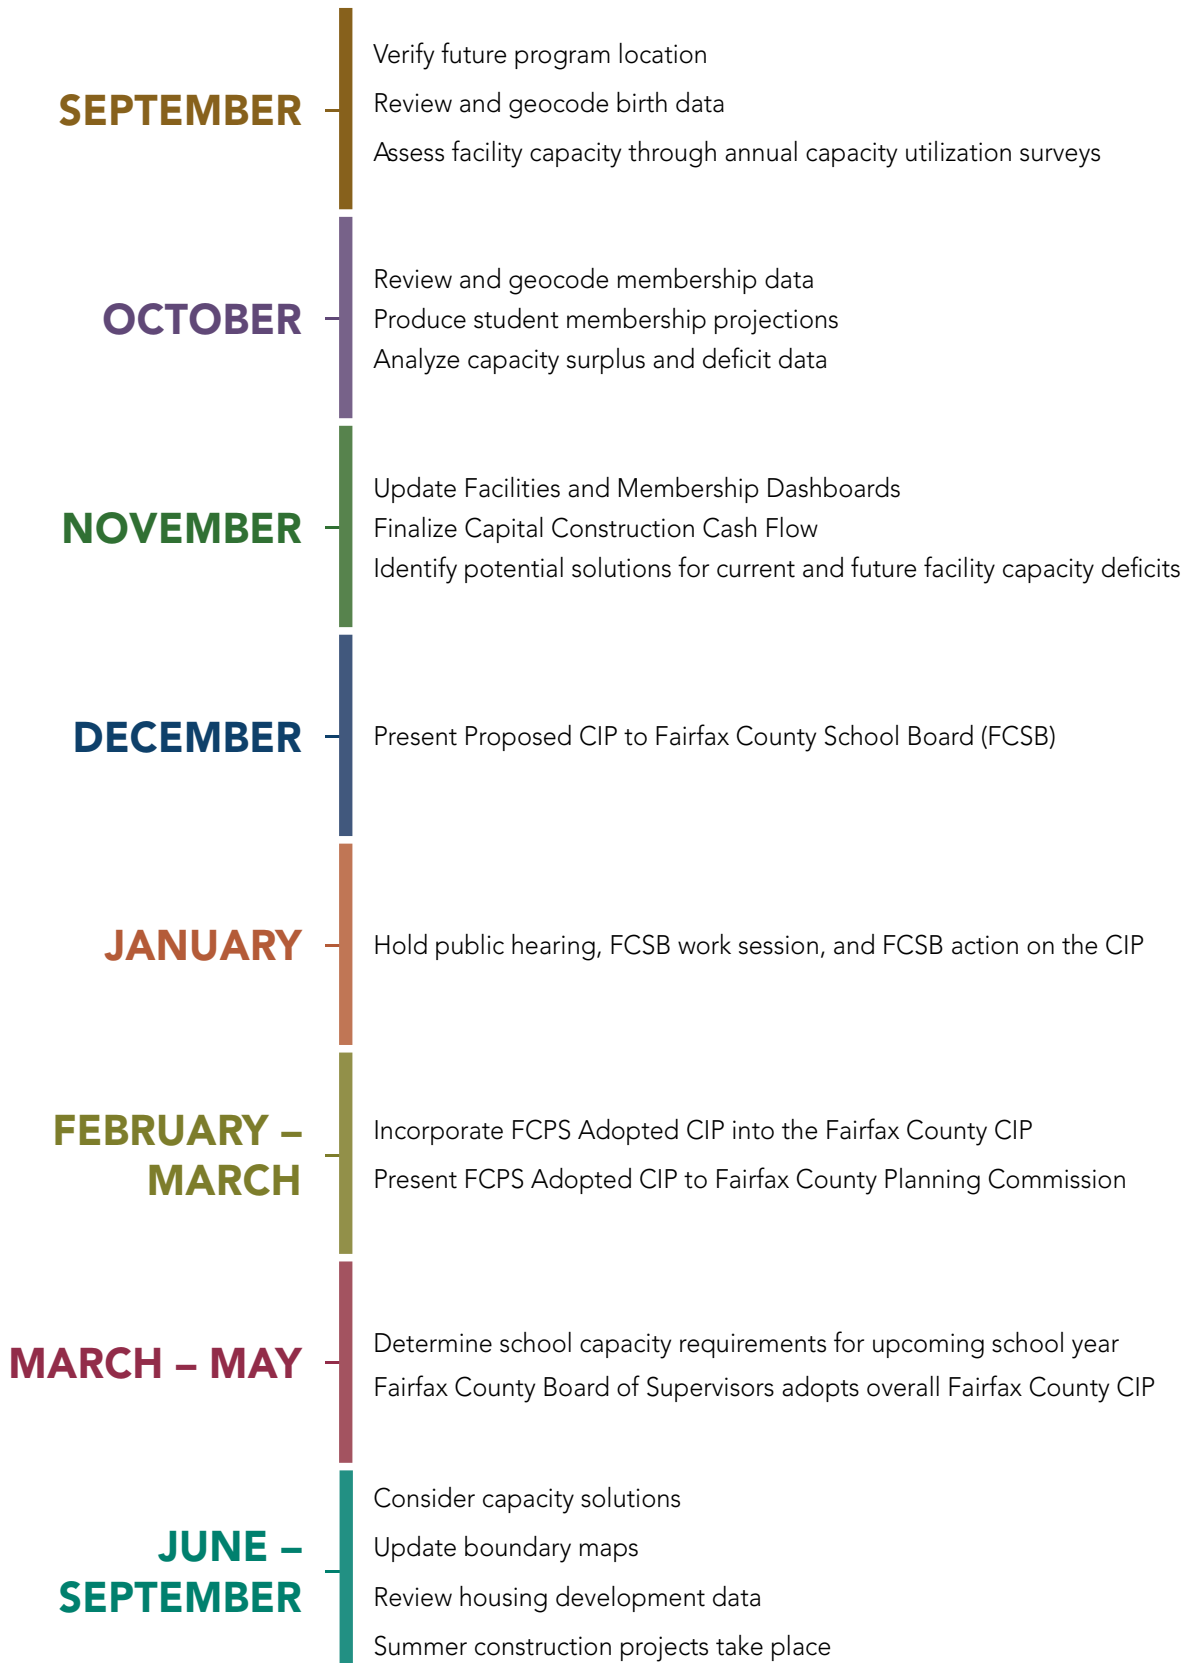 SEPTEMBER
Verify future program location
Review and geocode birth data
Assess facility capacity through annual capacity utilization surveys
OCTOBER
Review and geocode membership data
Produce student membership projections
Analyze capacity surplus and deficit data
NOVEMBER
Update Facilities and Membership Dashboards
Finalize Capital Construction Cash Flow
Identify potential solutions for current and future facility capacity deficits
DECEMBER
Present Proposed CIP to Fairfax County School Board (FCSB)
JANUARY
Hold public hearing, FCSB work session, and FCSB action on the CIP
FEBRUARY –
MARCH
Incorporate FCPS Adopted CIP into the Fairfax County CIP
Present FCPS Adopted CIP to Fairfax County Planning Commission
MARCH – MAY
Determine school capacity requirements for upcoming school year
Fairfax County Board of Supervisors adopts overall Fairfax County CIP
JUNE –
SEPTEMBER
Consider capacity solutions
Update boundary maps
Review housing development data
Summer construction projects take place